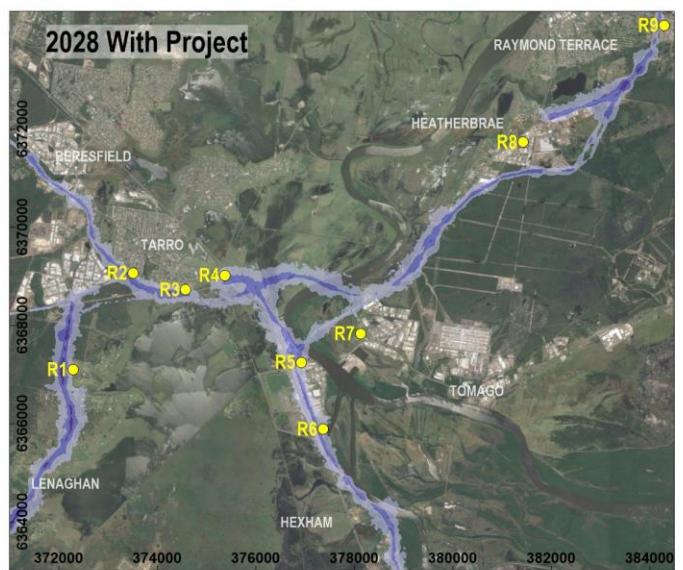 2028 With Project
R9
RAYMOND TERRACE
HEATHERBRAE
R8
BERESFIELD
TARRO
R2
R3
R4
R7
R5
R1
TOMAGO
R6
LENAGHAN
HEXHAM
6372000
6370000
6368000
6366000
6364000
372000 374000 376000 378000 380000 382000 384000